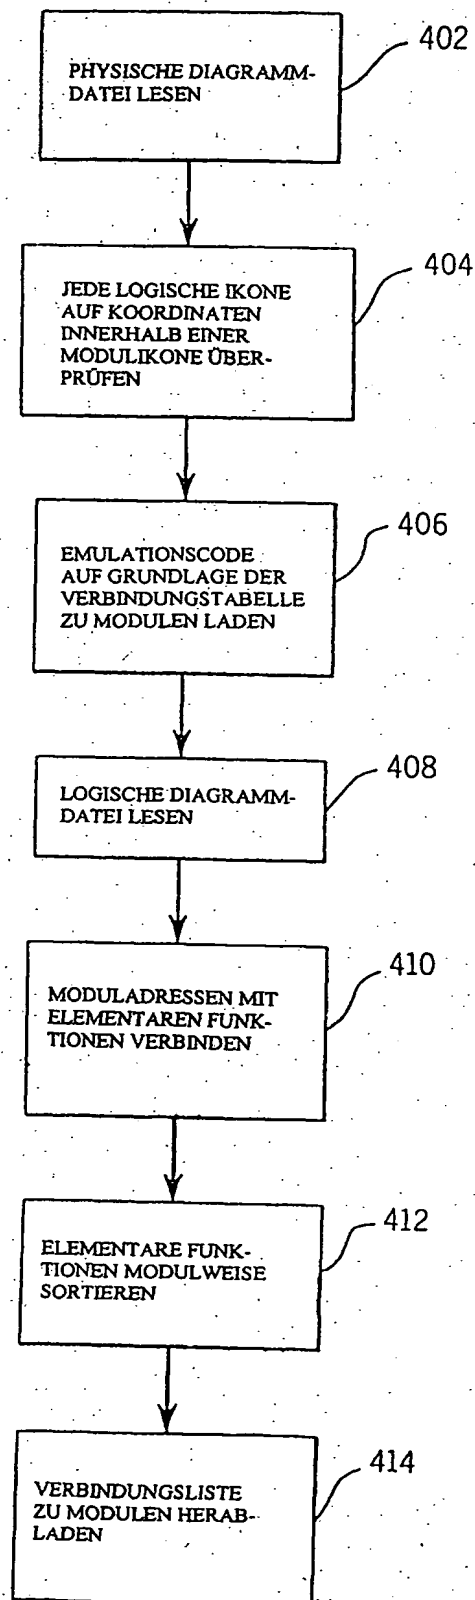 402
PHYSISCHE DIAGRAMM-
DATEI LESEN
404
JEDE LOGISCHE IKONE
AUF KOORDINATEN
INNERHALB EINER
MODULIKONE ÜBER-
PRÜFEN
406
EMULATIONSCODE
AUF GRUNDLAGE DER
VERBINDUNGSTABELLE
ZU MODULEN LADEN
408
LOGISCHE DIAGRAMM-
DATEI LESEN
410
MODULADRESSEN MIT
ELEMENTAREN FUNK-
TIONEN VERBINDEN
412
ELEMENTARE FUNK-
TIONEN MODULWEISE
SORTIEREN
414
VERBINDUNGSLISTE
ZU MODULEN HERAB-
LADEN